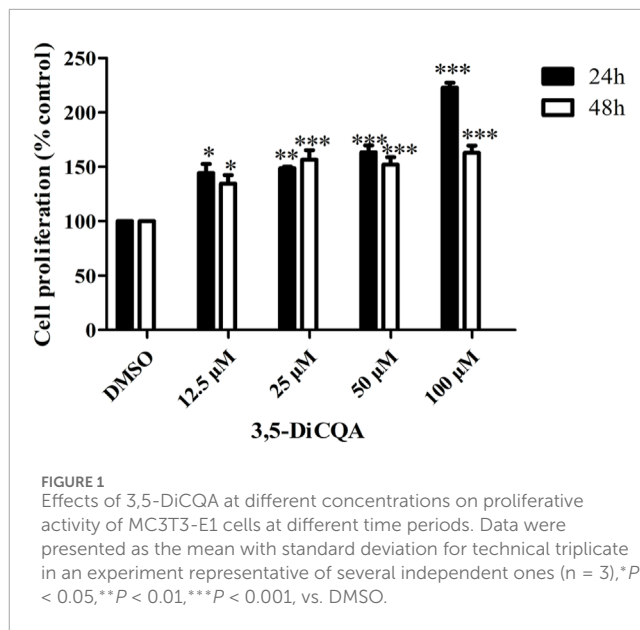 Cell proliferation (% control)
250
200
150
100
50
0
***
***
***
***
***
**
*
*
24h
48h
DMSO
12.5 μM
25 μM
50 μM
100 μM
3,5-DiCQA
FIGURE 1
Effects of 3,5-DiCQA at different concentrations on proliferative
activity of MC3T3-E1 cells at different time periods. Data were
presented as the mean with standard deviation for technical triplicate
in an experiment representative of several independent ones (n = 3),*P
< 0.05,**P < 0.01,***P < 0.001, vs. DMSO.